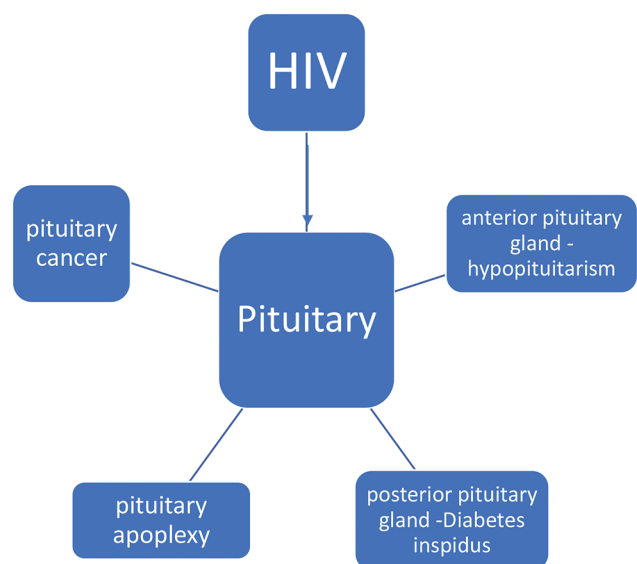 HIV
pituitary
cancer
anterior pituitary
gland -
hypopituitarism
Pituitary
pituitary
apoplexy
posterior pituitary
gland -Diabetes
inspidus